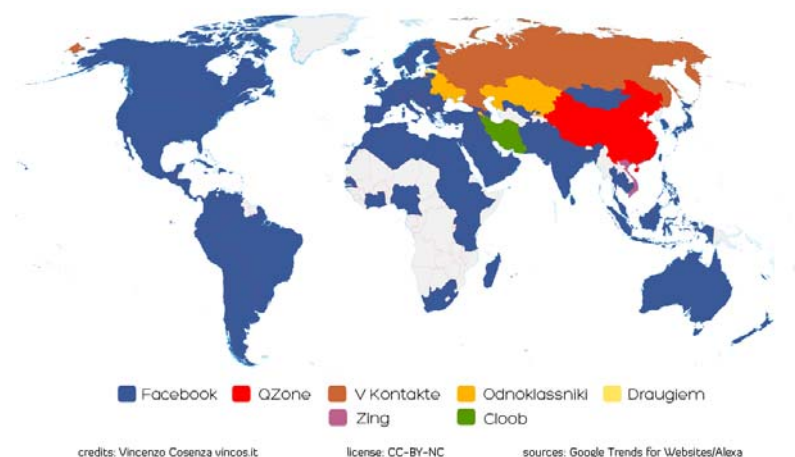 Facebook QZone V Kontakte Odnoklassniki Draugiem
Zing Cloob
credits: Vincenzo Cosenza vincos.it license: CC-BY-NC sources: Google Trends for Websites/Alexa